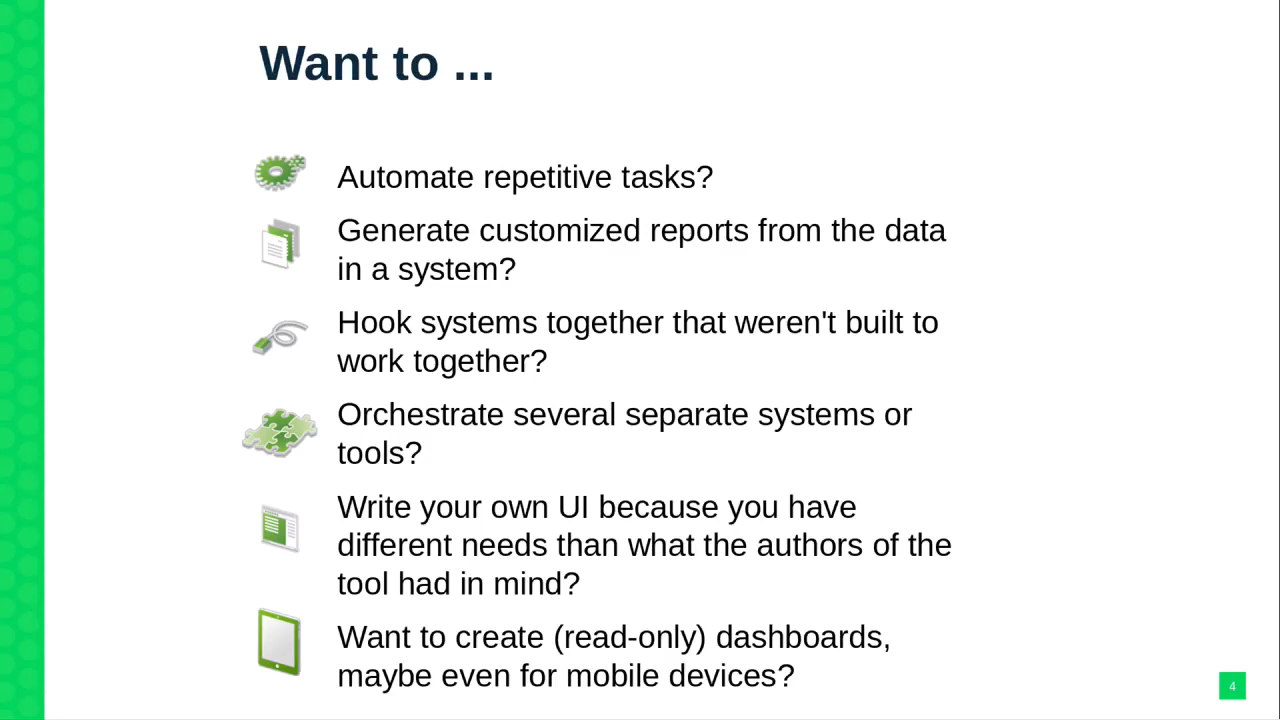 Want to ...
Automate repetitive tasks?
Generate customized reports from the data
in a system?
Hook systems together that weren't built to
work together?
Orchestrate several separate systems or
tools?
Write your own UI because you have
different needs than what the authors of the
tool had in mind?
Want to create (read-only) dashboards,
maybe even for mobile devices?
4